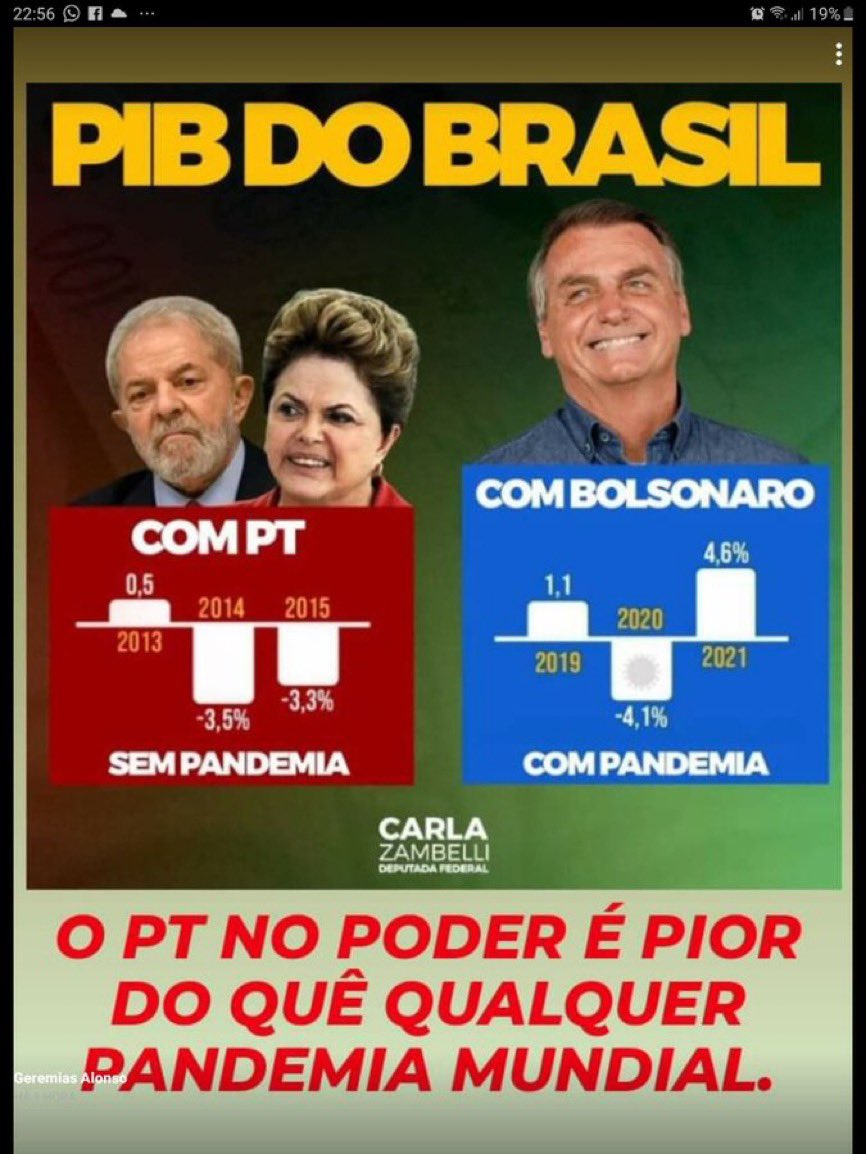 22:56 ... 19%
PIB DO BRASIL
COM PT
0,5
2014 2015
2013
-3,5% -3,3%
SEM PANDEMIA
COM BOLSONARO
4,6%
1,1
2020
2019 2021
-4,1%
COM PANDEMIA
CARLA
ZAMBELLI
DEPUTADA FEDERAL
O PT NO PODER É PIOR
DO QUÊ QUALQUER
PANDEMIA MUNDIAL.
Geremias Alonso